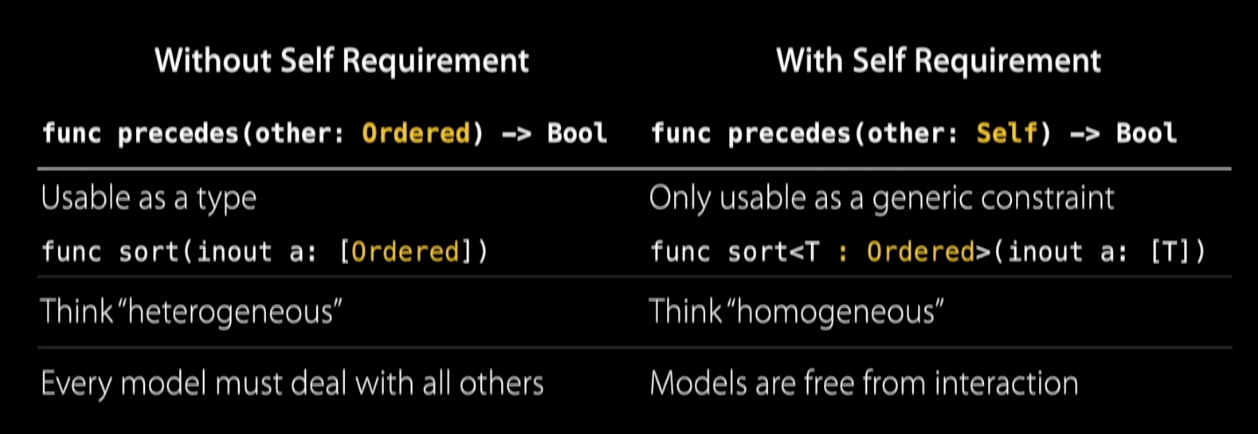 Without Self Requirement
With Self Requirement
func precedes(other: Ordered) -> Bool
func precedes(other: Self) -> Bool
Usable as a type
Only usable as a generic constraint
func sort(inout a: [Ordered])
func sort<T : Ordered>(inout a: [T])
Think “heterogeneous”
Think “homogeneous”
Every model must deal with all others
Models are free from interaction